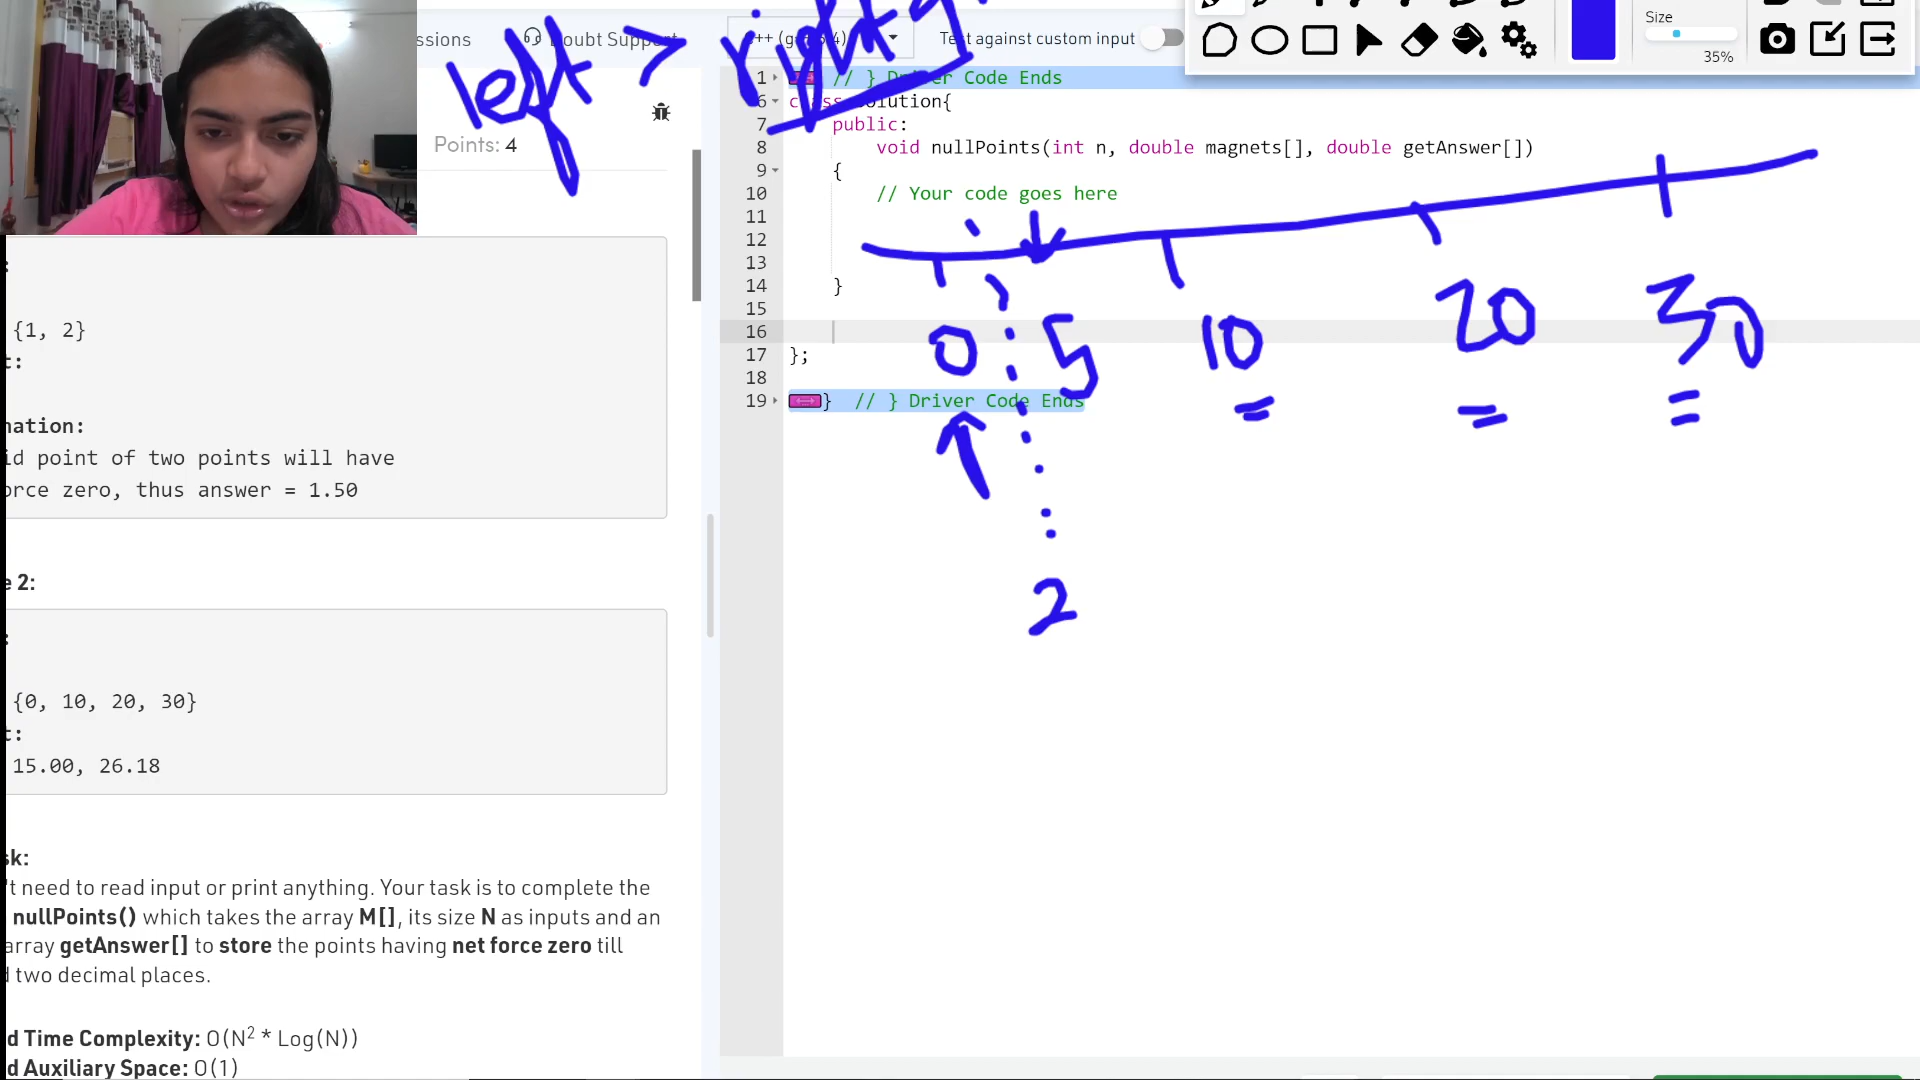 left > right
ssions
Doubt Support
Test against custom input
Size
35%
Points: 4
{1, 2}
nation:
id point of two points will have
orce zero, thus answer = 1.50
e 2:
{0, 10, 20, 30}
t:
15.00, 26.18
sk:
't need to read input or print anything. Your task is to complete the
nullPoints() which takes the array M[], its size N as inputs and an
array getAnswer[] to store the points having net force zero till
d two decimal places.
d Time Complexity: O(N2 * Log(N))
d Auxiliary Space: O(1)
1 // } Driver Code Ends
6 class Solution{
7 public:
8 void nullPoints(int n, double magnets[], double getAnswer[])
9 {
10 // Your code goes here
11
12
13
14 }
15
16
17 };
18
19 } // } Driver Code Ends
0 5 10 20 30
2